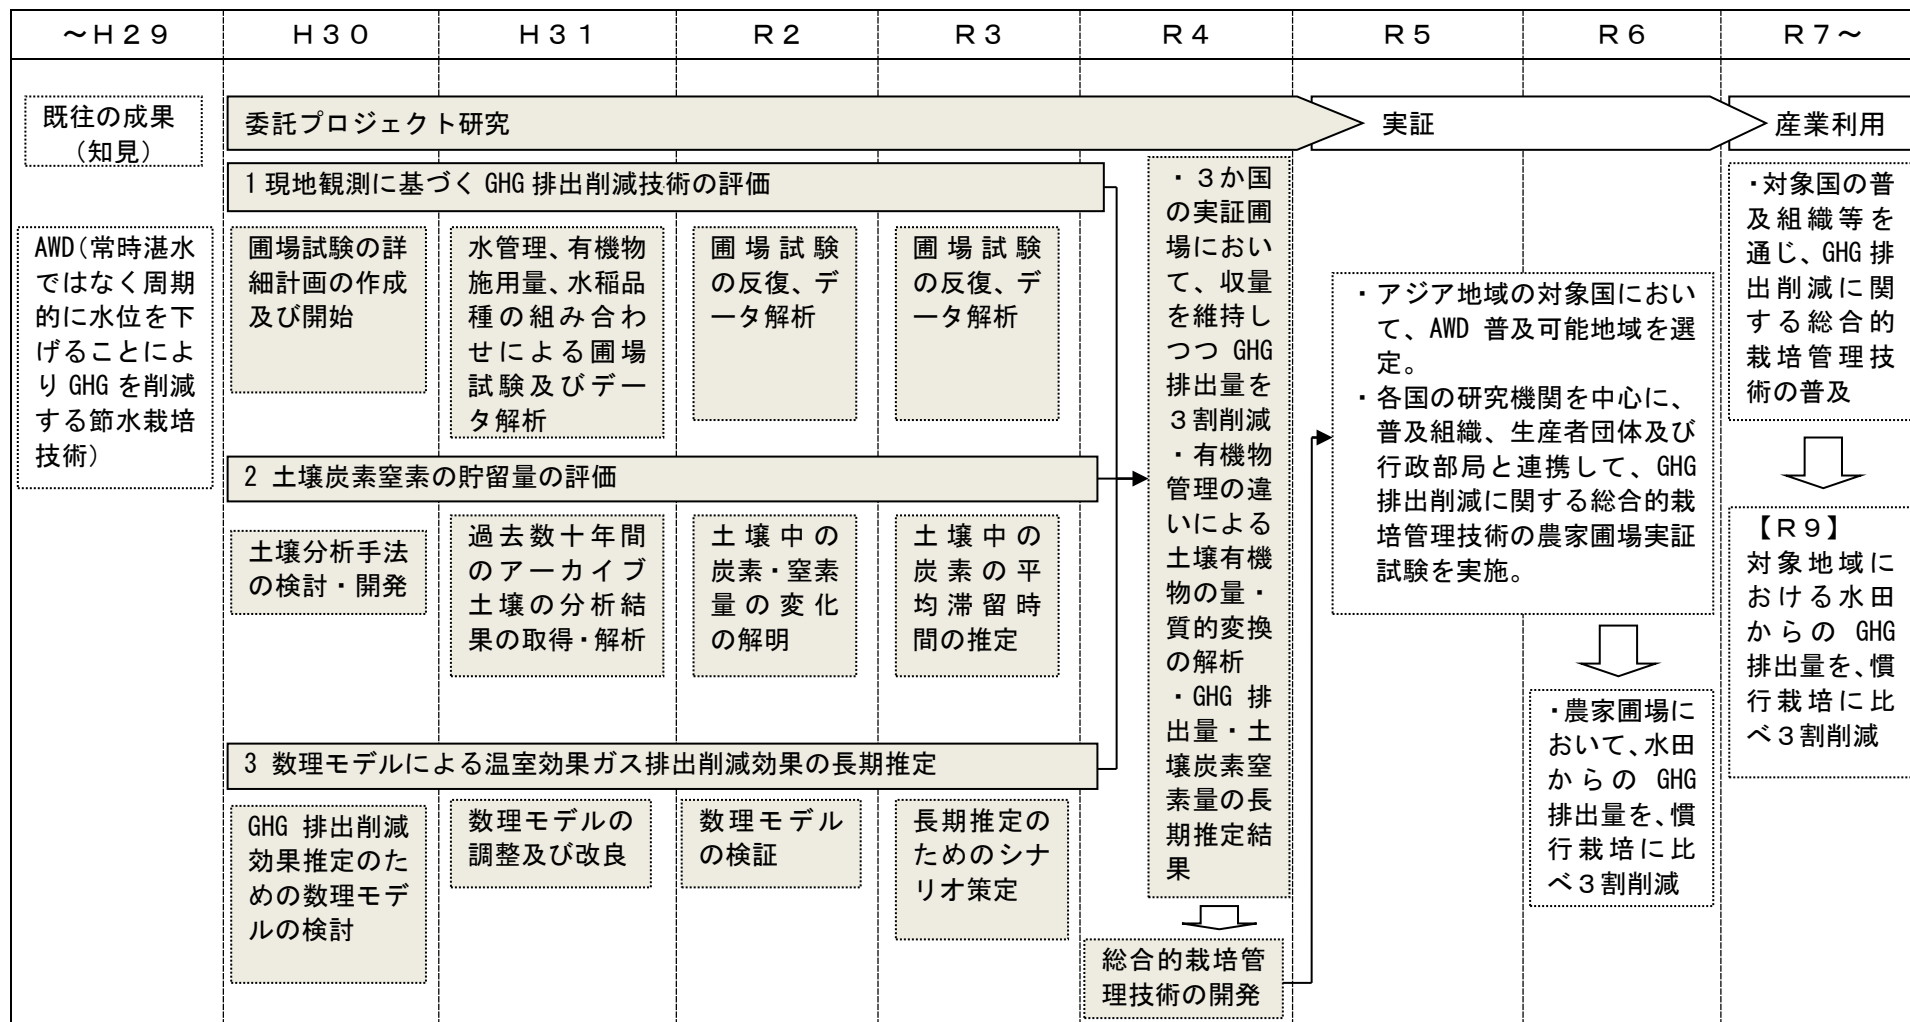 ～Ｈ２９
Ｈ３０
Ｈ３１
Ｒ２
Ｒ３
Ｒ４
Ｒ５
Ｒ６
Ｒ７～
既往の成果
（知見）
委託プロジェクト研究
実証
産業利用
1 現地観測に基づく GHG 排出削減技術の評価
AWD（常時湛水
ではなく周期
的に水位を下
げることによ
り GHG を削減
する節水栽培
技術）
圃場試験の詳
細計画の作成
及び開始
水管理、有機物
施用量、水稲品
種の組み合わ
せによる圃場
試験及びデー
タ解析
圃場試験
の反復、デ
ータ解析
圃場試験
の反復、デ
ータ解析
2 土壌炭素窒素の貯留量の評価
土壌分析手法
の検討・開発
過去数十年間
のアーカイブ
土壌の分析結
果の取得・解析
土壌中の
炭素・窒素
量の変化
の解明
土壌中の
炭素の平
均滞留時
間の推定
3 数理モデルによる温室効果ガス排出削減効果の長期推定
GHG 排出削減
効果推定のた
めの数理モデ
ルの検討
数理モデルの
調整及び改良
数理モデル
の検証
長期推定の
ためのシナ
リオ策定
・３か国
の実証圃
場におい
て、収量
を維持し
つつ GHG
排出量を
３割削減
・有機物
管理の違
いによる
土壌有機
物の量・
質的変換
の解析
・GHG 排
出量・土
壌炭素窒
素量の長
期推定結
果
総合的栽培管
理技術の開発
・アジア地域の対象国におい
て、AWD 普及可能地域を選
定。
・各国の研究機関を中心に、
普及組織、生産者団体及び
行政部局と連携して、GHG
排出削減に関する総合的栽
培管理技術の農家圃場実証
試験を実施。
・農家圃場に
おいて、水田
からの GHG
排出量を、慣
行栽培に比
べ３割削減
・対象国の普
及組織等を
通じ、GHG 排
出削減に関
する総合的
栽培管理技
術の普及
【Ｒ９】
対象地域に
おける水田
からの GHG
排出量を、慣
行栽培に比
べ３割削減